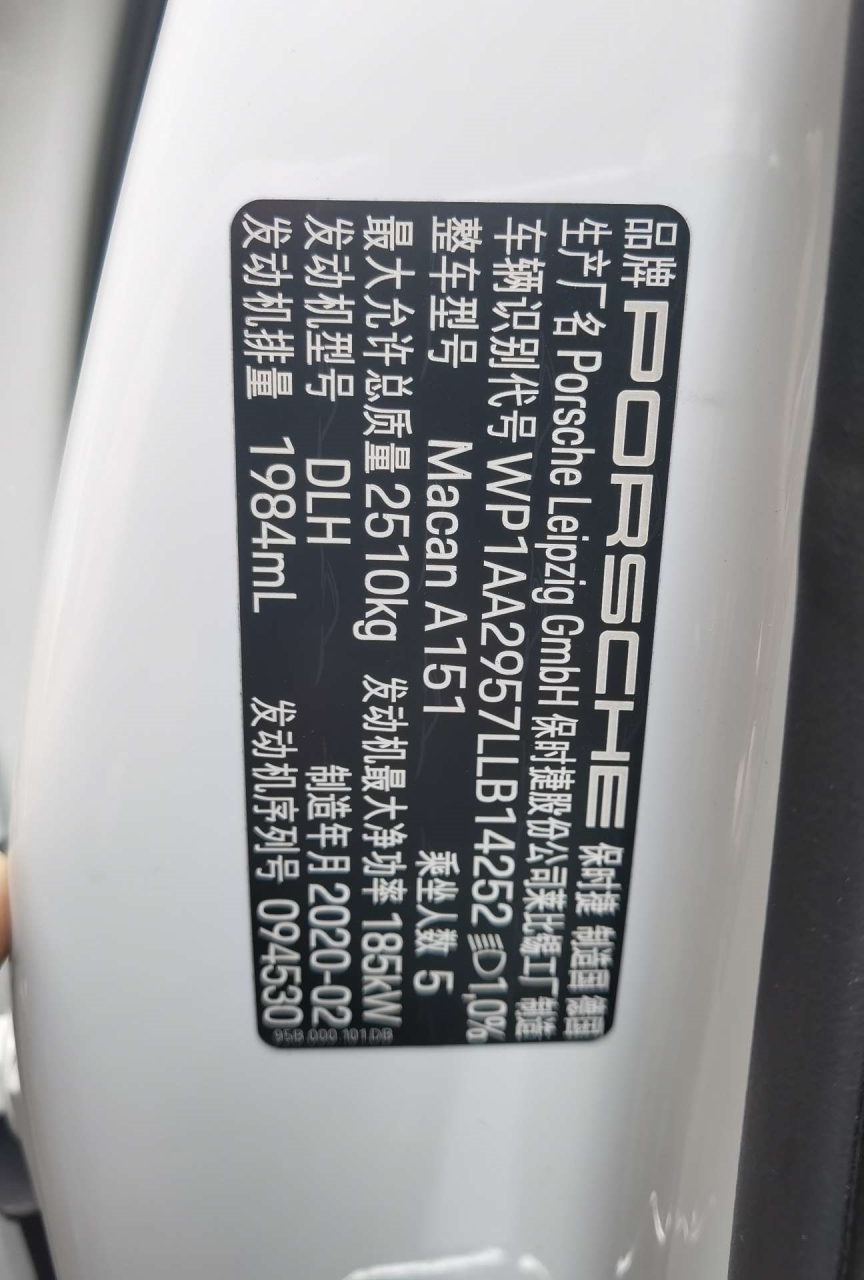 品牌 PORSCHE 保时捷 制造国 德国
生产厂名 Porsche Leipzig GmbH 保时捷股份公司莱比锡工厂 制造
车辆识别代号 WP1AA2957LLB14252 1,0%
整车型号 Macan A151 乘坐人数 5
最大允许总质量 2510kg 发动机最大净功率 185kW
发动机型号 DLH 制造年月 2020-02
发动机排量 1984mL 发动机序列号 094530
95B 000 101 DB